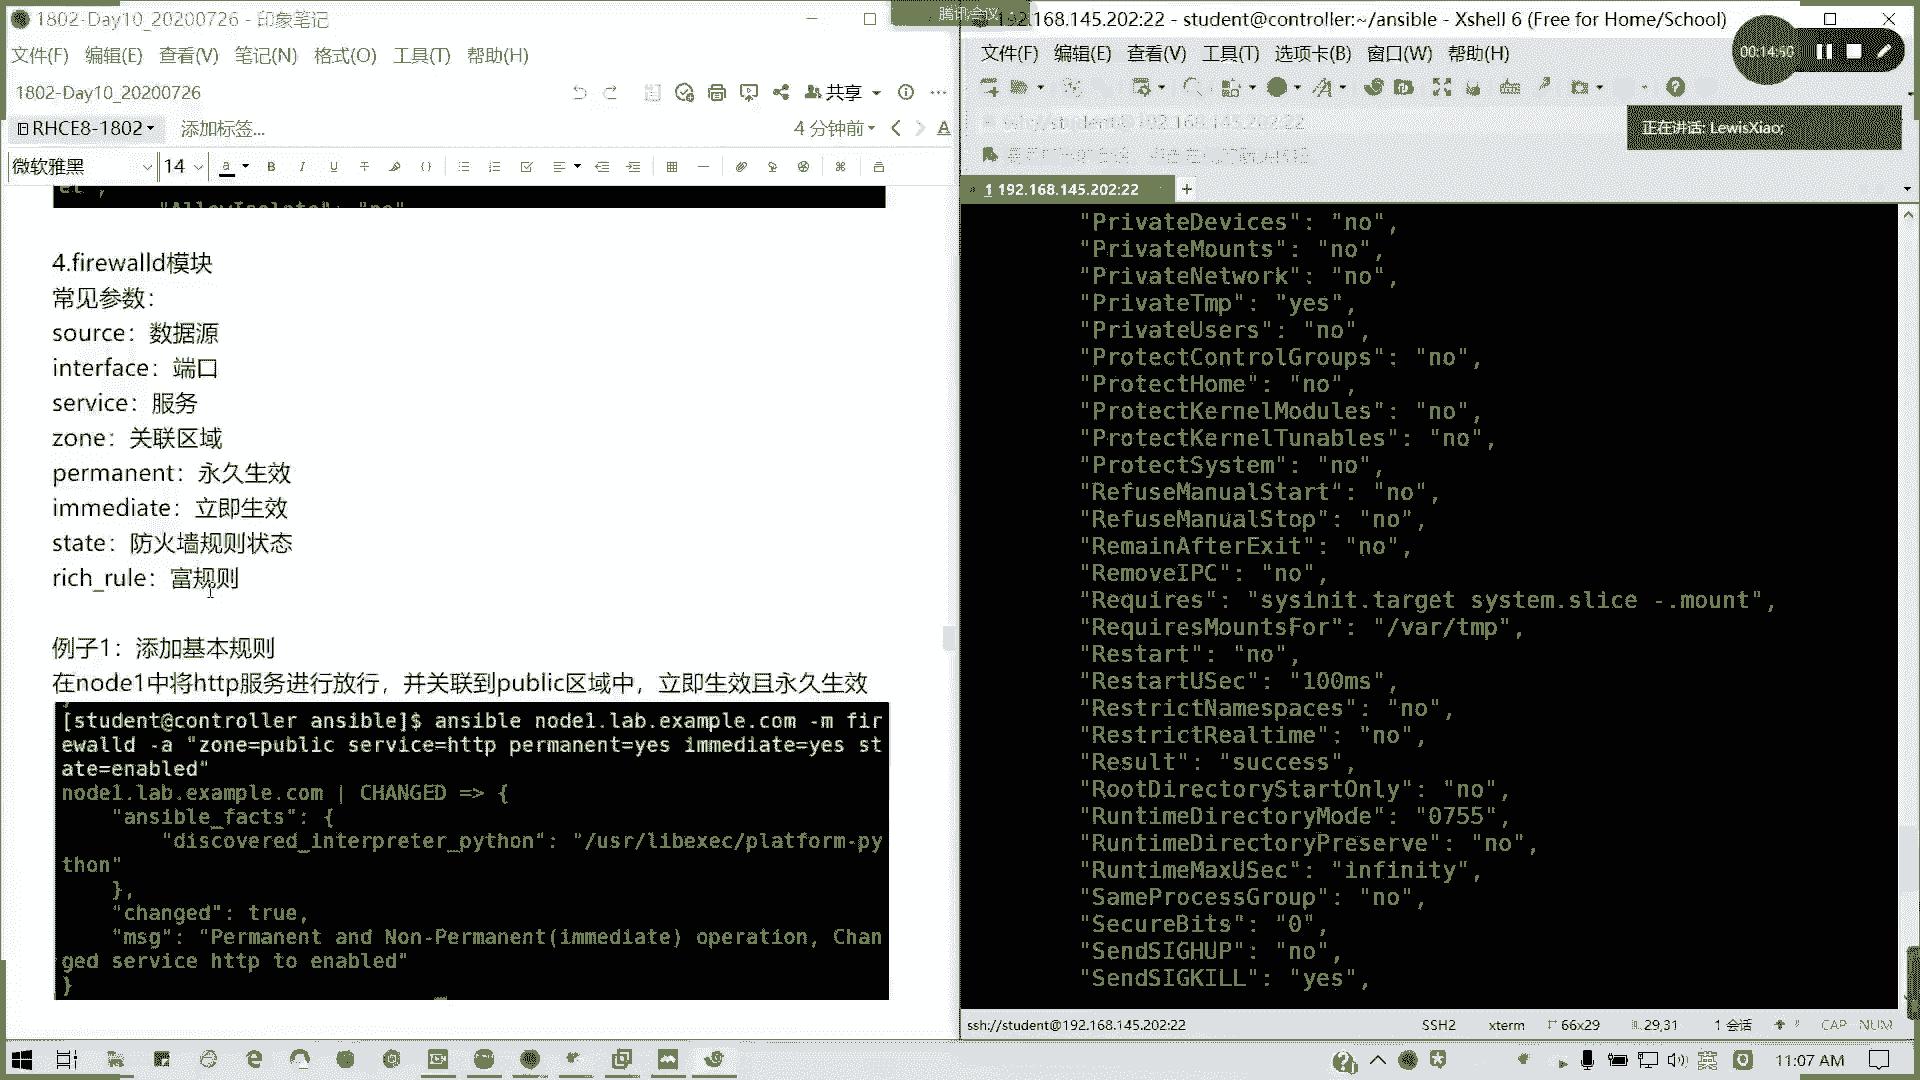 1802-Day10_20200726 - 印象笔记
文件(F) 编辑(E) 查看(V) 笔记(N) 格式(O) 工具(T) 帮助(H)
1802-Day10_20200726
共享
RHCE8-1802
添加标签...
4 分钟前
微软雅黑
14
4.firewalld模块
常见参数：
source：数据源
interface：端口
service：服务
zone：关联区域
permanent：永久生效
immediate：立即生效
state：防火墙规则状态
rich_rule：富规则
例子1：添加基本规则
在node1中将http服务进行放行，并关联到public区域中，立即生效且永久生效
[student@controller ansible]$ ansible node1.lab.example.com -m fir
ewalld -a "zone=public service=http permanent=yes immediate=yes st
ate=enabled"
node1.lab.example.com | CHANGED => {
"ansible_facts": {
"discovered_interpreter_python": "/usr/libexec/platform-py
thon"
},
"changed": true,
"msg": "Permanent and Non-Permanent(immediate) operation, Chan
ged service http to enabled"
}
腾讯会议
.168.145.202:22 - student@controller:~/ansible - Xshell 6 (Free for Home/School)
文件(F) 编辑(E) 查看(V) 工具(T) 选项卡(B) 窗口(W) 帮助(H)
00:14:50
ssh://student@192.168.145.202:22
正在讲话: LewisXiao;
1 192.168.145.202:22
"PrivateDevices": "no",
"PrivateMounts": "no",
"PrivateNetwork": "no",
"PrivateTmp": "yes",
"PrivateUsers": "no",
"ProtectControlGroups": "no",
"ProtectHome": "no",
"ProtectKernelModules": "no",
"ProtectKernelTunables": "no",
"ProtectSystem": "no",
"RefuseManualStart": "no",
"RefuseManualStop": "no",
"RemainAfterExit": "no",
"RemoveIPC": "no",
"Requires": "sysinit.target system.slice -.mount",
"RequiresMountsFor": "/var/tmp",
"Restart": "no",
"RestartUSec": "100ms",
"RestrictNamespaces": "no",
"RestrictRealtime": "no",
"Result": "success",
"RootDirectoryStartOnly": "no",
"RuntimeDirectoryMode": "0755",
"RuntimeDirectoryPreserve": "no",
"RuntimeMaxUSec": "infinity",
"SameProcessGroup": "no",
"SecureBits": "0",
"SendSIGHUP": "no",
"SendSIGKILL": "yes",
ssh://student@192.168.145.202:22 SSH2 xterm 66x29 29,31 1 会话 CAP NUM
英
11:07 AM